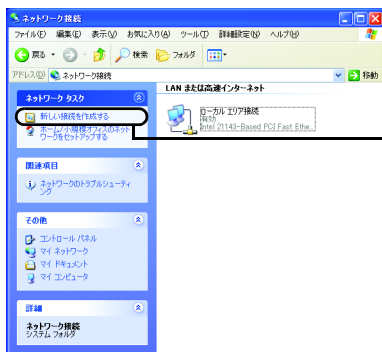 ネットワーク接続
ファイル(F) 編集(E) 表示(V) お気に入り(A) ツール(T) 詳細設定(N) ヘルプ(H)
戻る 検索 フォルダ
アドレス(D) ネットワーク接続 移動
ネットワーク タスク
新しい接続を作成する
ホーム/小規模オフィスのネットワークをセットアップする
関連項目
ネットワークのトラブルシューティング
その他
コントロール パネル
マイ ネットワーク
マイ ドキュメント
マイ コンピュータ
詳細
ネットワーク接続
システム フォルダ
LAN または高速インターネット
ローカル エリア接続
有効
Intel 21143-Based PCI Fast Ethe...